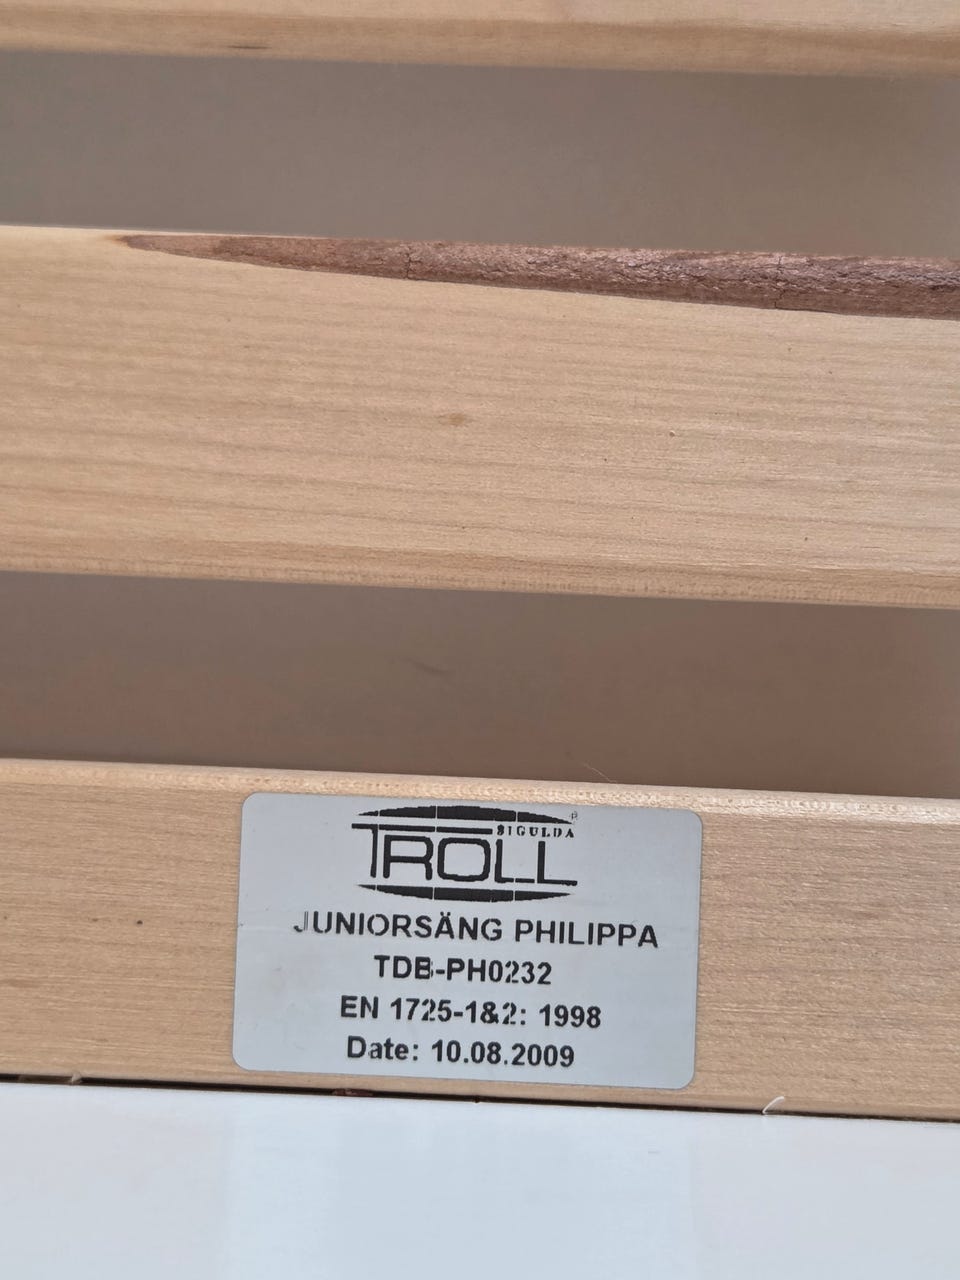 SIGULDA
TROLL
JUNIORSÄNG PHILIPPA
TDB-PH0232
EN 1725-1&2: 1998
Date: 10.08.2009